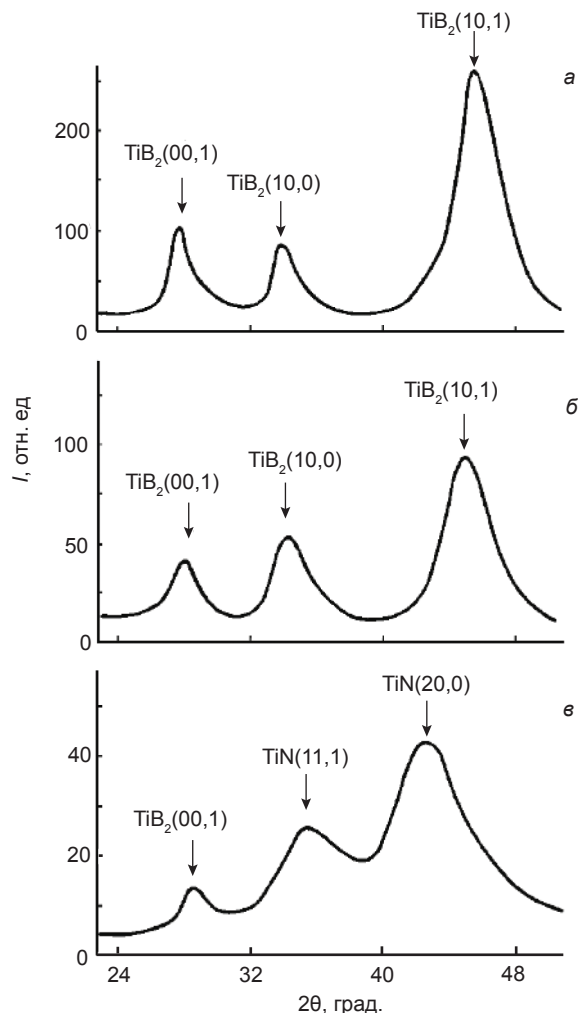 TiB₂(10,1)
а
200
TiB₂(00,1)
TiB₂(10,0)
100
0
TiB₂(10,1)
б
I, отн. ед
100
TiB₂(10,0)
TiB₂(00,1)
50
0
TiN(20,0)
в
TiN(11,1)
40
TiB₂(00,1)
20
0
24 32 40 48
2θ, град.